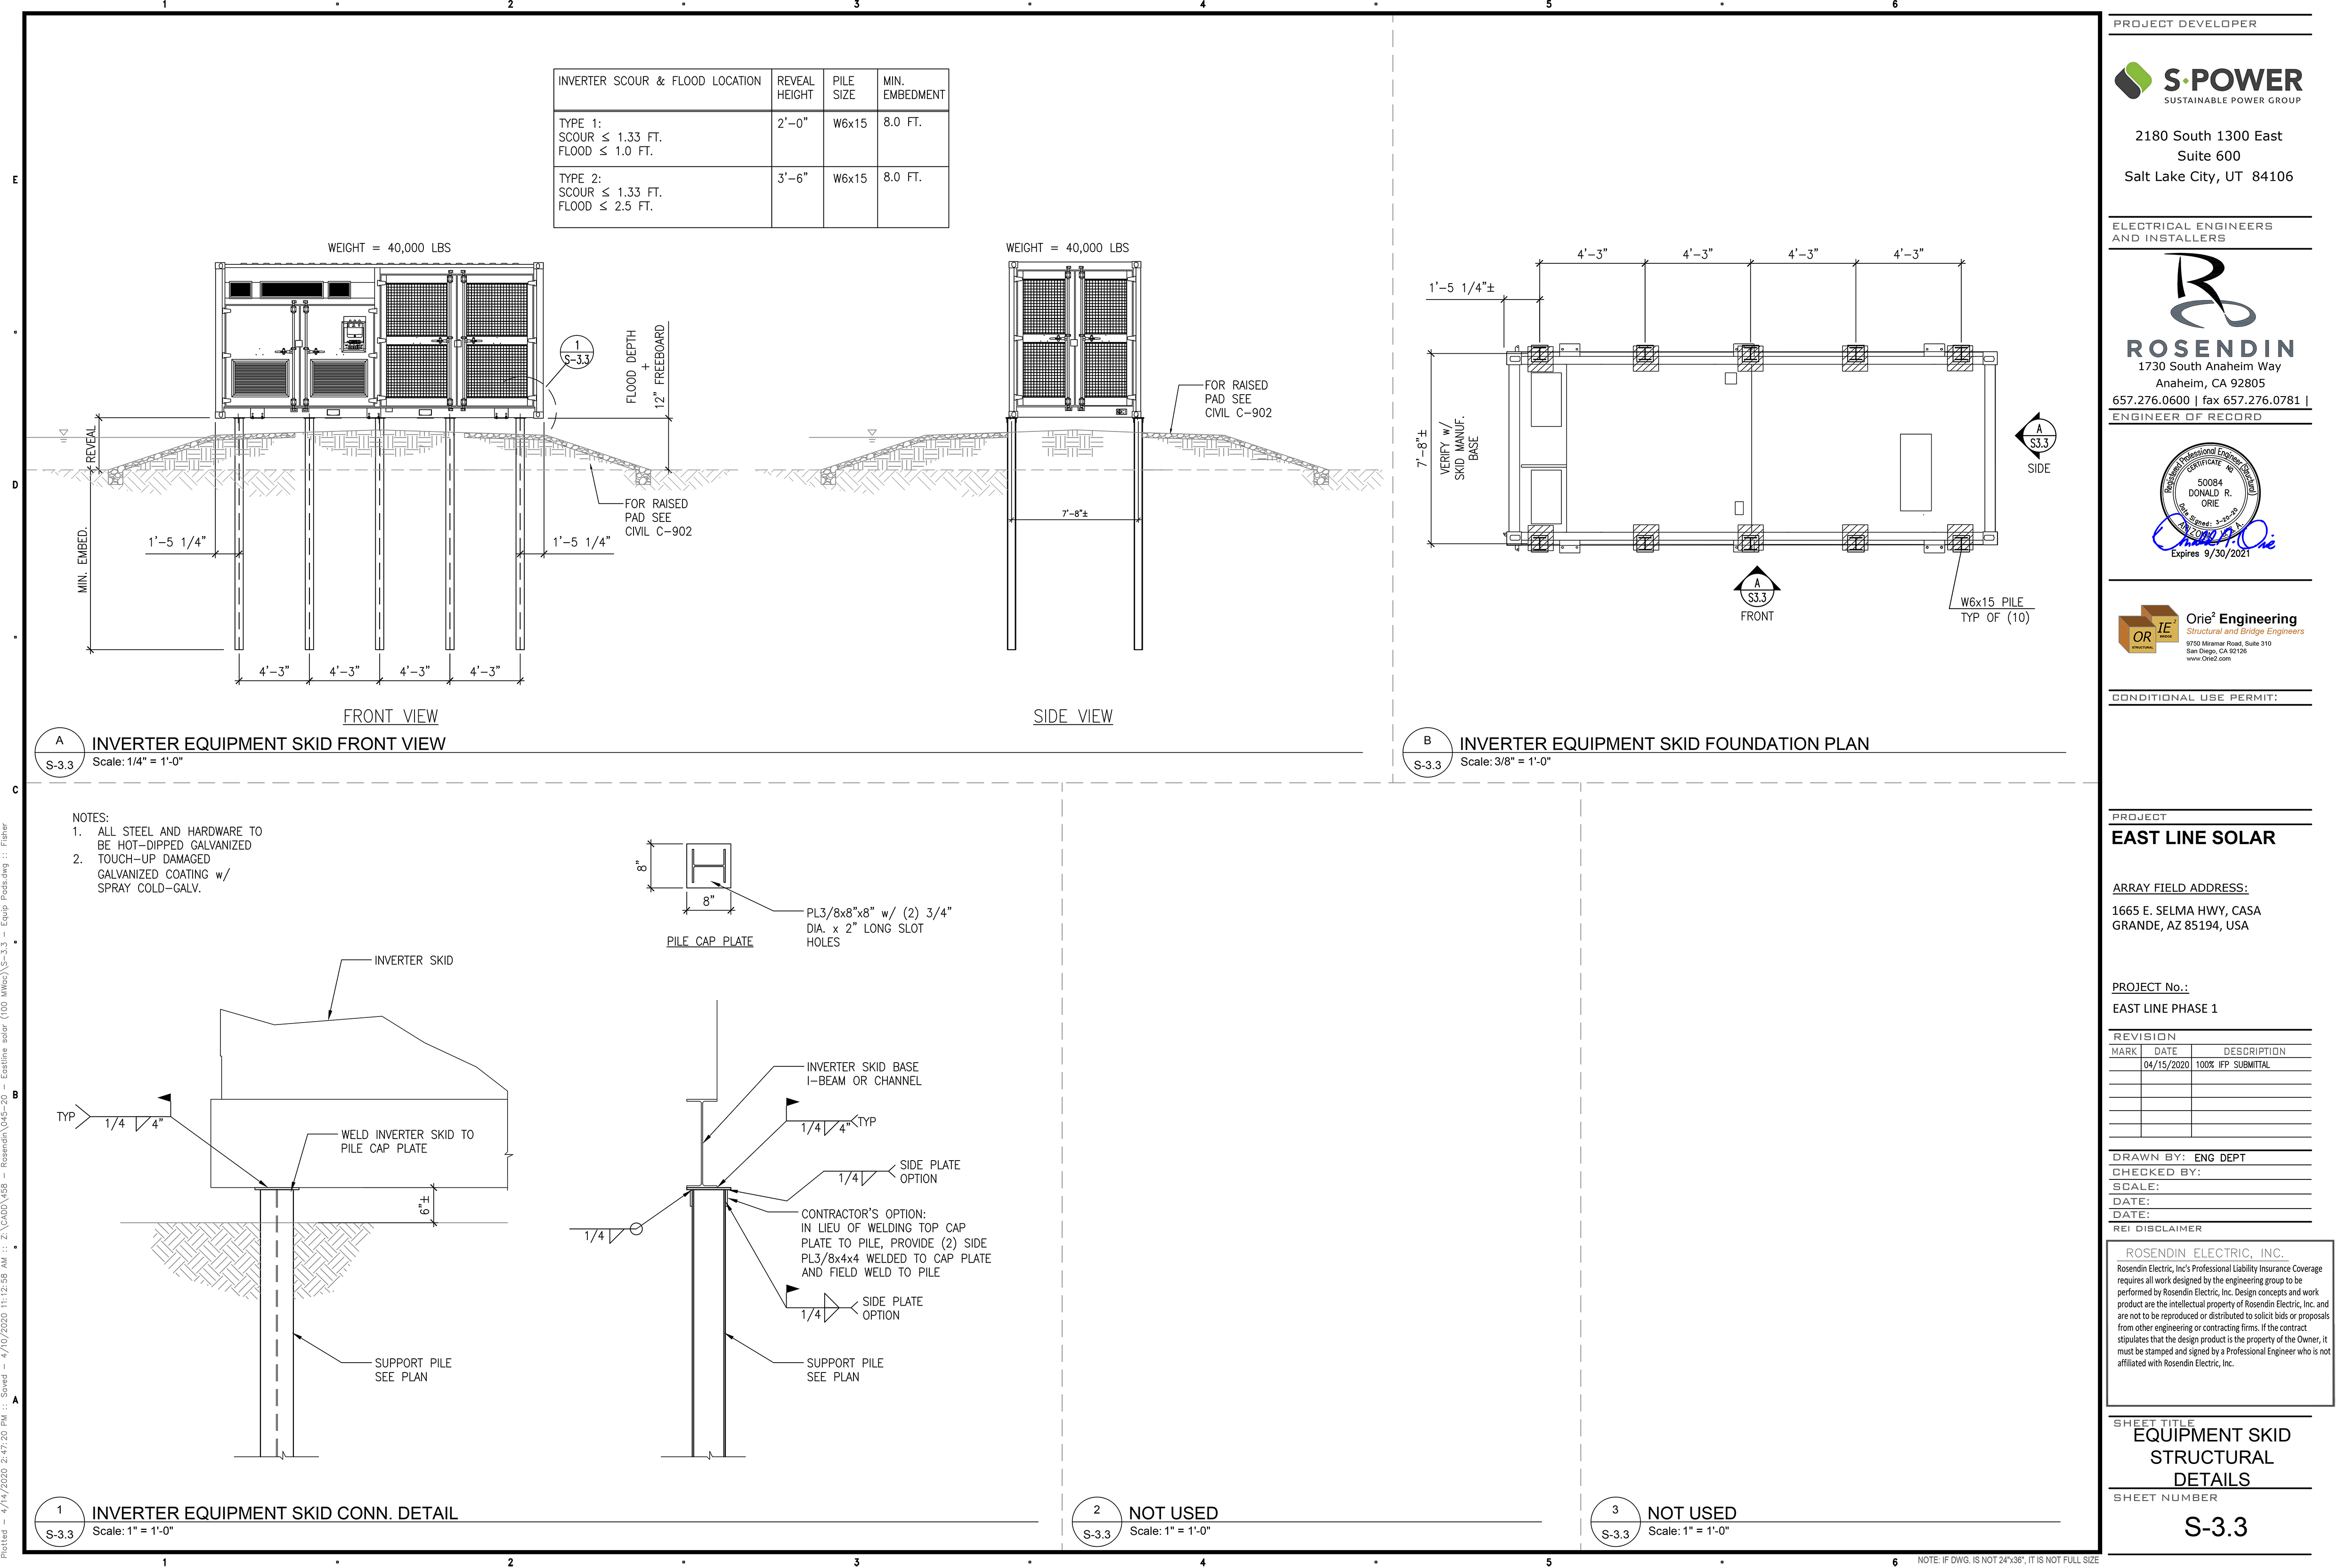 1 2 3 4 5 6
E
D
C
B
A
INVERTER SCOUR & FLOOD LOCATION
REVEAL HEIGHT
PILE SIZE
MIN. EMBEDMENT
TYPE 1:
SCOUR ≤ 1.33 FT.
FLOOD ≤ 1.0 FT.
2'-0" W6x15 8.0 FT.
TYPE 2:
SCOUR ≤ 1.33 FT.
FLOOD ≤ 2.5 FT.
3'-6" W6x15 8.0 FT.
WEIGHT = 40,000 LBS
1
S-3.3
FLOOD DEPTH
+
12" FREEBOARD
REVEAL
MIN. EMBED.
1'-5 1/4"
1'-5 1/4"
FOR RAISED
PAD SEE
CIVIL C-902
4'-3" 4'-3" 4'-3" 4'-3"
FRONT VIEW
WEIGHT = 40,000 LBS
FOR RAISED
PAD SEE
CIVIL C-902
7'-8"±
SIDE VIEW
A
S-3.3
INVERTER EQUIPMENT SKID FRONT VIEW
Scale: 1/4" = 1'-0"
4'-3" 4'-3" 4'-3" 4'-3"
1'-5 1/4"±
7'-8"±
VERIFY w/
SKID MANUF.
BASE
A
S3.3
SIDE
A
S3.3
FRONT
W6x15 PILE
TYP OF (10)
B
S-3.3
INVERTER EQUIPMENT SKID FOUNDATION PLAN
Scale: 3/8" = 1'-0"
NOTES:
1. ALL STEEL AND HARDWARE TO
BE HOT-DIPPED GALVANIZED
2. TOUCH-UP DAMAGED
GALVANIZED COATING w/
SPRAY COLD-GALV.
8"
8"
PL3/8x8"x8" w/ (2) 3/4"
DIA. x 2" LONG SLOT
HOLES
PILE CAP PLATE
INVERTER SKID
TYP 1/4 4"
WELD INVERTER SKID TO
PILE CAP PLATE
6"±
SUPPORT PILE
SEE PLAN
INVERTER SKID BASE
I-BEAM OR CHANNEL
1/4 4" TYP
1/4 SIDE PLATE
OPTION
1/4
CONTRACTOR'S OPTION:
IN LIEU OF WELDING TOP CAP
PLATE TO PILE, PROVIDE (2) SIDE
PL3/8x4x4 WELDED TO CAP PLATE
AND FIELD WELD TO PILE
1/4 SIDE PLATE
OPTION
SUPPORT PILE
SEE PLAN
1
S-3.3
INVERTER EQUIPMENT SKID CONN. DETAIL
Scale: 1" = 1'-0"
2
S-3.3
NOT USED
Scale: 1" = 1'-0"
3
S-3.3
NOT USED
Scale: 1" = 1'-0"
1 2 3 4 5 6
NOTE: IF DWG. IS NOT 24"x36", IT IS NOT FULL SIZE
Plotted - 4/14/2020 2:47:20 PM :: Saved - 4/10/2020 11:12:58 AM :: Z:\CADD\458 - Rosendin\045-20 - Eastline solar (100 MWac)\S-3.3 - Equip Pads.dwg :: Fisher
PROJECT DEVELOPER
S·POWER
SUSTAINABLE POWER GROUP
2180 South 1300 East
Suite 600
Salt Lake City, UT 84106
ELECTRICAL ENGINEERS
AND INSTALLERS
ROSENDIN
1730 South Anaheim Way
Anaheim, CA 92805
657.276.0600 | fax 657.276.0781 |
ENGINEER OF RECORD
Registered Professional Engineer (Structural)
CERTIFICATE NO.
50084
DONALD R.
ORIE
Date Signed: 3-20-20
Expires 9/30/2021
OR IE 2
STRUCTURAL BRIDGE
Orie² Engineering
Structural and Bridge Engineers
9750 Miramar Road, Suite 310
San Diego, CA 92126
www.Orie2.com
CONDITIONAL USE PERMIT:
PROJECT
EAST LINE SOLAR
ARRAY FIELD ADDRESS:
1665 E. SELMA HWY, CASA
GRANDE, AZ 85194, USA
PROJECT No.:
EAST LINE PHASE 1
REVISION
MARK DATE DESCRIPTION
04/15/2020 100% IFP SUBMITTAL
DRAWN BY: ENG DEPT
CHECKED BY:
SCALE:
DATE:
DATE:
REI DISCLAIMER
ROSENDIN ELECTRIC, INC.
Rosendin Electric, Inc's Professional Liability Insurance Coverage
requires all work designed by the engineering group to be
performed by Rosendin Electric, Inc. Design concepts and work
product are the intellectual property of Rosendin Electric, Inc. and
are not to be reproduced or distributed to solicit bids or proposals
from other engineering or contracting firms. If the contract
stipulates that the design product is the property of the Owner, it
must be stamped and signed by a Professional Engineer who is not
affiliated with Rosendin Electric, Inc.
SHEET TITLE
EQUIPMENT SKID
STRUCTURAL
DETAILS
SHEET NUMBER
S-3.3